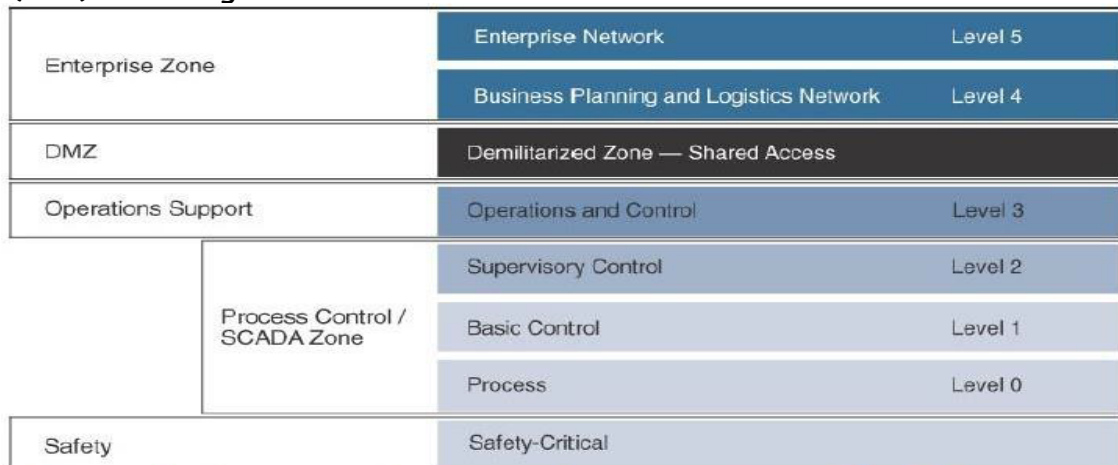 Enterprise Zone
Enterprise Network Level 5
Business Planning and Logistics Network Level 4
DMZ
Demilitarized Zone — Shared Access
Operations Support
Operations and Control Level 3
Process Control /
SCADA Zone
Supervisory Control Level 2
Basic Control Level 1
Process Level 0
Safety
Safety-Critical